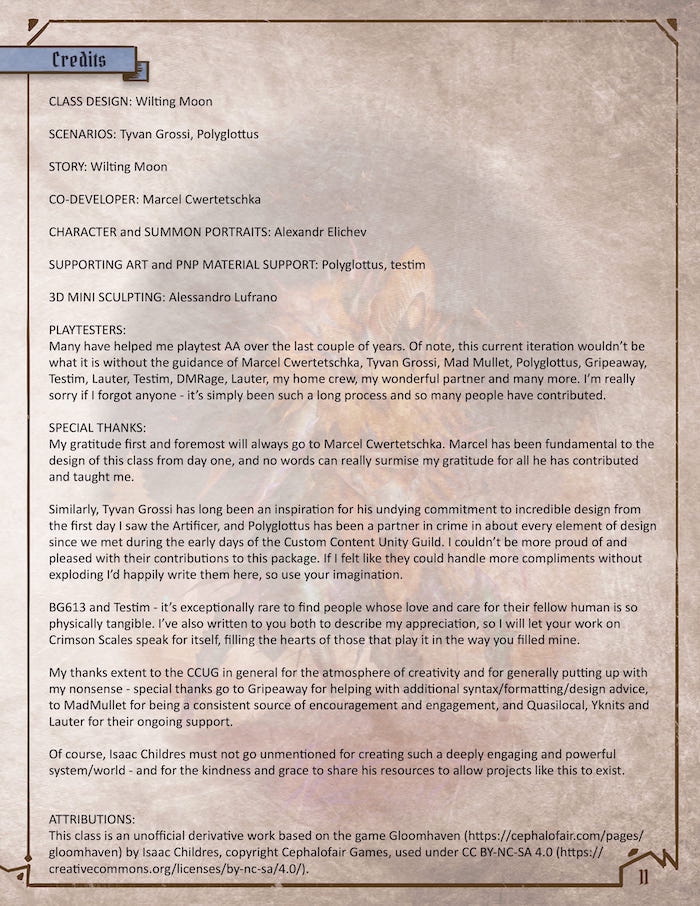 Credits
CLASS DESIGN: Wilting Moon
SCENARIOS: Tyvan Grossi, Polyglottus
STORY: Wilting Moon
CO-DEVELOPER: Marcel Cwertetschka
CHARACTER and SUMMON PORTRAITS: Alexandr Elichev
SUPPORTING ART and PNP MATERIAL SUPPORT: Polyglottus, testim
3D MINI SCULPTING: Alessandro Lufrano
PLAYTESTERS:
Many have helped me playtest AA over the last couple of years. Of note, this current iteration wouldn't be
what it is without the guidance of Marcel Cwertetschka, Tyvan Grossi, Mad Mullet, Polyglottus, Gripeaway,
Testim, Lauter, Testim, DMRage, Lauter, my home crew, my wonderful partner and many more. I'm really
sorry if I forgot anyone - it's simply been such a long process and so many people have contributed.
SPECIAL THANKS:
My gratitude first and foremost will always go to Marcel Cwertetschka. Marcel has been fundamental to the
design of this class from day one, and no words can really surmise my gratitude for all he has contributed
and taught me.
Similarly, Tyvan Grossi has long been an inspiration for his undying commitment to incredible design from
the first day I saw the Artificer, and Polyglottus has been a partner in crime in about every element of design
since we met during the early days of the Custom Content Unity Guild. I couldn't be more proud of and
pleased with their contributions to this package. If I felt like they could handle more compliments without
exploding I'd happily write them here, so use your imagination.
BG613 and Testim - it's exceptionally rare to find people whose love and care for their fellow human is so
physically tangible. I've also written to you both to describe my appreciation, so I will let your work on
Crimson Scales speak for itself, filling the hearts of those that play it in the way you filled mine.
My thanks extent to the CCUG in general for the atmosphere of creativity and for generally putting up with
my nonsense - special thanks go to Gripeaway for helping with additional syntax/formatting/design advice,
to MadMullet for being a consistent source of encouragement and engagement, and Quasilocal, Yknits and
Lauter for their ongoing support.
Of course, Isaac Childres must not go unmentioned for creating such a deeply engaging and powerful
system/world - and for the kindness and grace to share his resources to allow projects like this to exist.
ATTRIBUTIONS:
This class is an unofficial derivative work based on the game Gloomhaven (https://cephalofair.com/pages/
gloomhaven) by Isaac Childres, copyright Cephalofair Games, used under CC BY-NC-SA 4.0 (https://
creativecommons.org/licenses/by-nc-sa/4.0/).
11